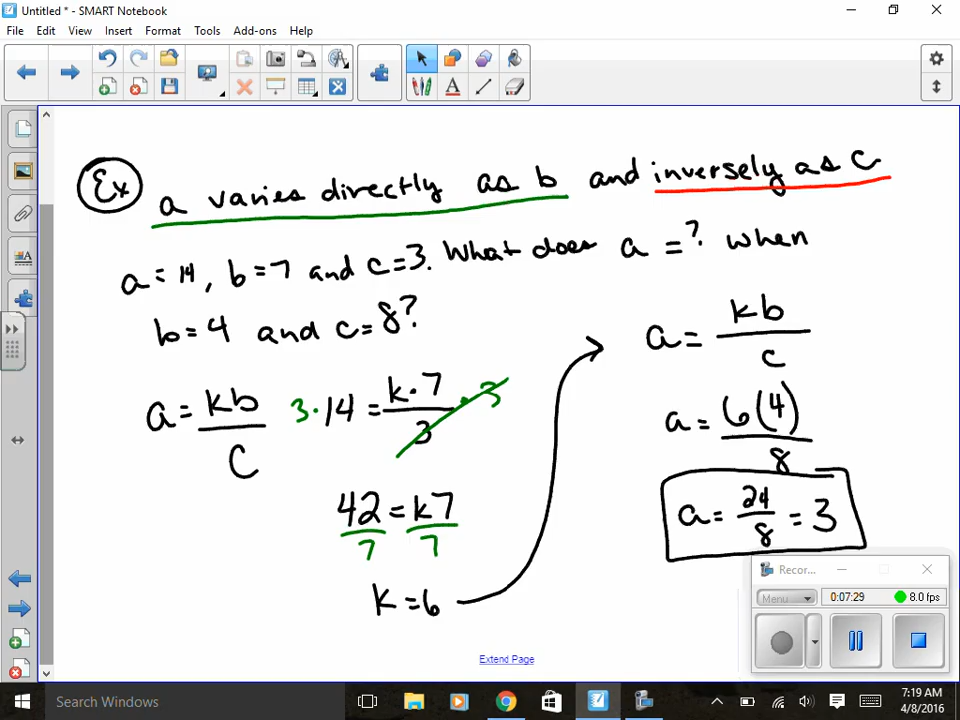 Untitled * - SMART Notebook
File Edit View Insert Format Tools Add-ons Help
Ex a varies directly as b and inversely as c
a = 14, b = 7 and c = 3. What does a = ? when
b = 4 and c = 8?
a = kb/c
3·14 = k·7/3 ·3
42/7 = k7/7
k = 6
a = kb/c
a = 6(4)/8
a = 24/8 = 3
Extend Page
Recor...
Menu 0:07:29 8.0 fps
Search Windows
7:19 AM
4/8/2016